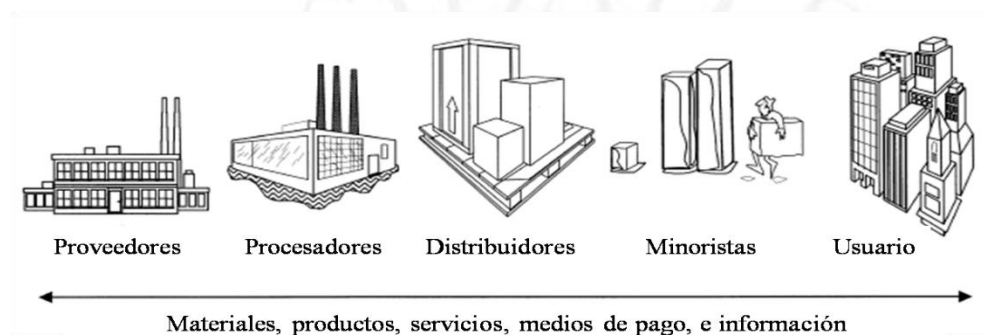 Proveedores Procesadores Distribuidores Minoristas Usuario
Materiales, productos, servicios, medios de pago, e información